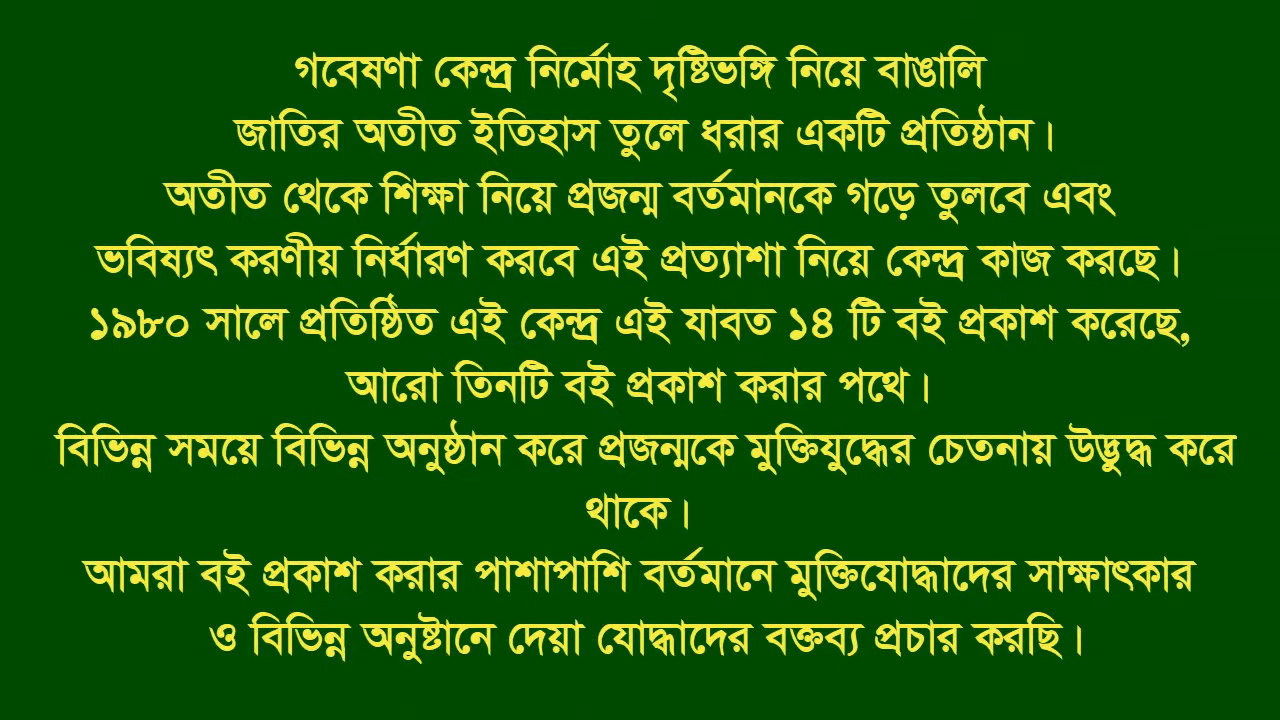 গবেষণা কেন্দ্র নির্মোহ দৃষ্টিভঙ্গি নিয়ে বাঙালি
জাতির অতীত ইতিহাস তুলে ধরার একটি প্রতিষ্ঠান।
অতীত থেকে শিক্ষা নিয়ে প্রজন্ম বর্তমানকে গড়ে তুলবে এবং
ভবিষ্যৎ করণীয় নির্ধারণ করবে এই প্রত্যাশা নিয়ে কেন্দ্র কাজ করছে।
১৯৮০ সালে প্রতিষ্ঠিত এই কেন্দ্র এই যাবত ১৪ টি বই প্রকাশ করেছে,
আরো তিনটি বই প্রকাশ করার পথে।
বিভিন্ন সময়ে বিভিন্ন অনুষ্ঠান করে প্রজন্মকে মুক্তিযুদ্ধের চেতনায় উদ্ভুদ্ধ করে
থাকে।
আমরা বই প্রকাশ করার পাশাপাশি বর্তমানে মুক্তিযোদ্ধাদের সাক্ষাৎকার
ও বিভিন্ন অনুষ্টানে দেয়া যোদ্ধাদের বক্তব্য প্রচার করছি।